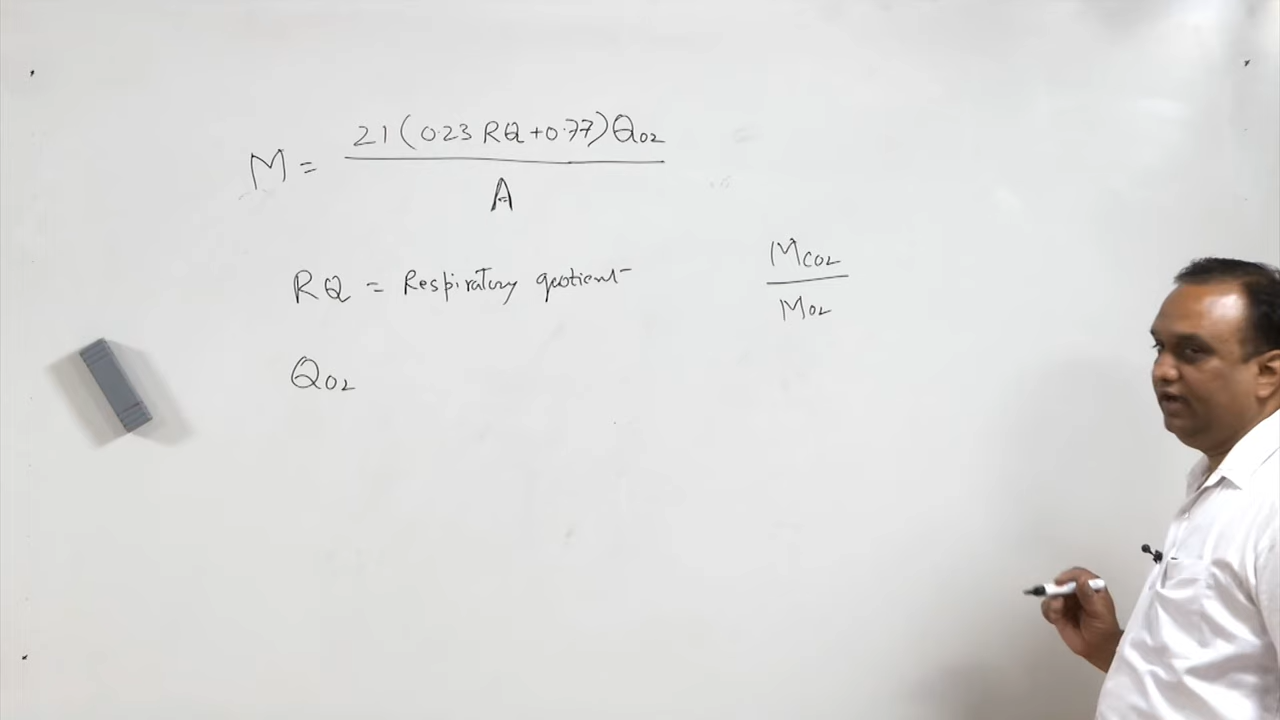 M = 21 (0.23 RQ + 0.77) QO2
A
RQ = Respiratory quotient MCO2
MO2
QO2